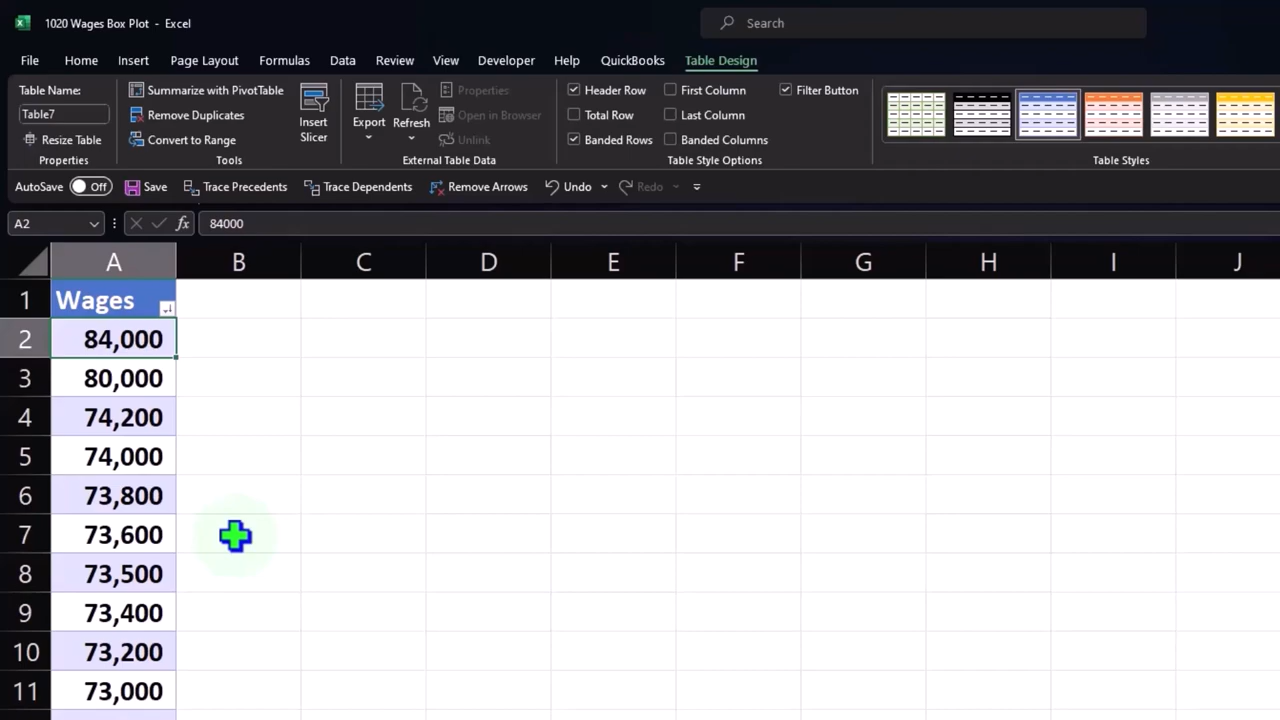 1020 Wages Box Plot - Excel
Search
File Home Insert Page Layout Formulas Data Review View Developer Help QuickBooks Table Design
Table Name:
Table7
Resize Table
Properties
Summarize with PivotTable
Remove Duplicates
Convert to Range
Tools
Insert
Slicer
Export
Refresh
Properties
Open in Browser
Unlink
External Table Data
Header Row
Total Row
Banded Rows
First Column
Last Column
Banded Columns
Filter Button
Table Style Options
Table Styles
AutoSave Off Save Trace Precedents Trace Dependents Remove Arrows Undo Redo
A2 fx 84000
A B C D E F G H I J
1 Wages
2 84,000
3 80,000
4 74,200
5 74,000
6 73,800
7 73,600
8 73,500
9 73,400
10 73,200
11 73,000